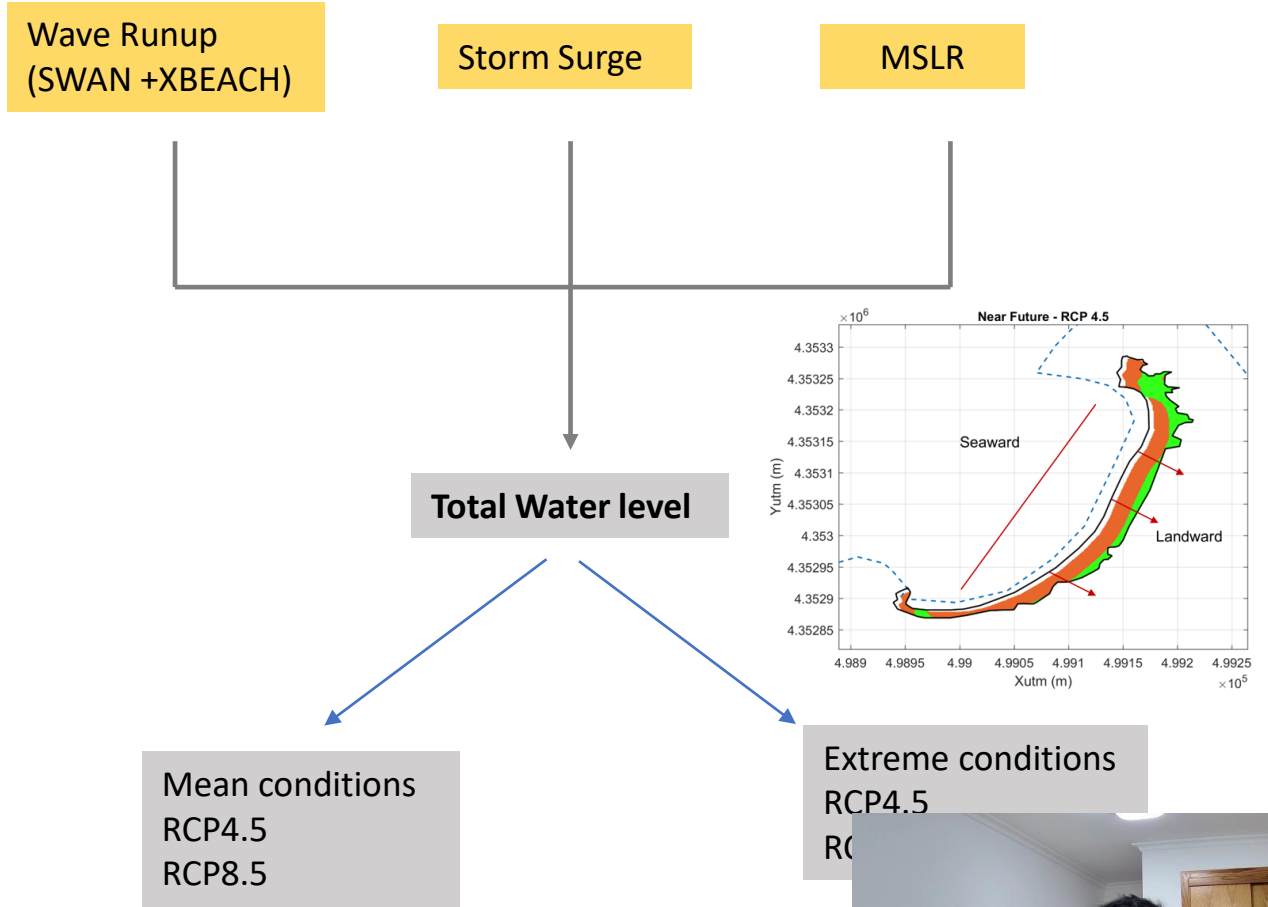 Wave Runup
(SWAN +XBEACH)
Storm Surge
MSLR
Total Water level
Near Future - RCP 4.5
×10⁶
4.3533
4.35325
4.3532
4.35315
4.3531
4.35305
4.353
4.35295
4.3529
4.35285
Yutm (m)
Seaward
Landward
4.989 4.9895 4.99 4.9905 4.991 4.9915 4.992 4.9925
Xutm (m)
×10⁵
Mean conditions
RCP4.5
RCP8.5
Extreme conditions
RCP4.5